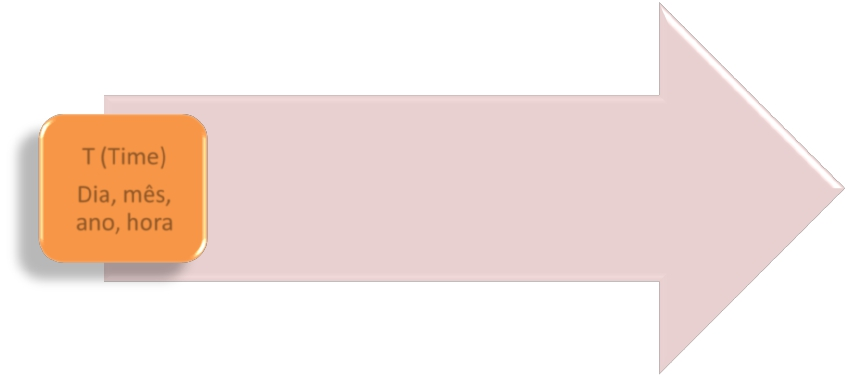 T (Time)
Dia, mês,
ano, hora